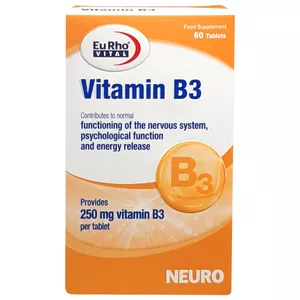 Food Supplement
60 Tablets
EuRho®
VITAL
Vitamin B3
Contributes to normal
functioning of the nervous system,
psychological function
and energy release
B3
Provides
250 mg vitamin B3
per tablet
NEURO